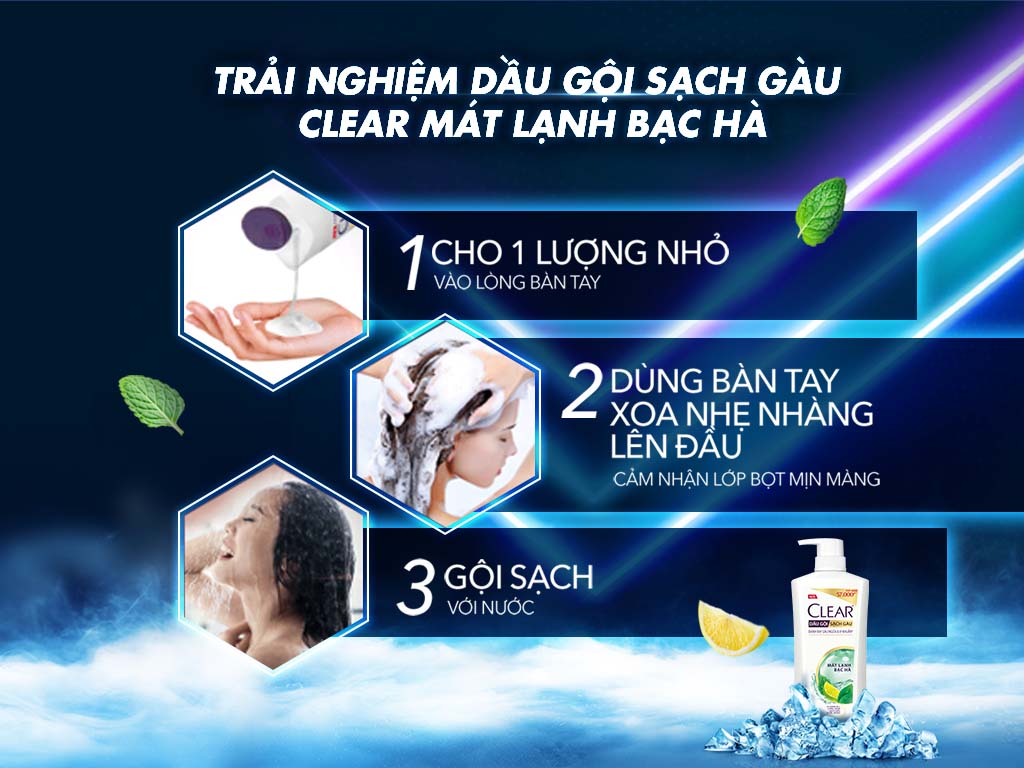 TRẢI NGHIỆM DẦU GỘI SẠCH GÀU
CLEAR MÁT LẠNH BẠC HÀ
1 CHO 1 LƯỢNG NHỎ
VÀO LÒNG BÀN TAY
2 DÙNG BÀN TAY
XOA NHẸ NHÀNG
LÊN ĐẦU
CẢM NHẬN LỚP BỌT MỊN MÀNG
3 GỘI SẠCH
VỚI NƯỚC
57.000đ
CLEAR
DẦU GỘI SẠCH GÀU
MÁT LẠNH
BẠC HÀ